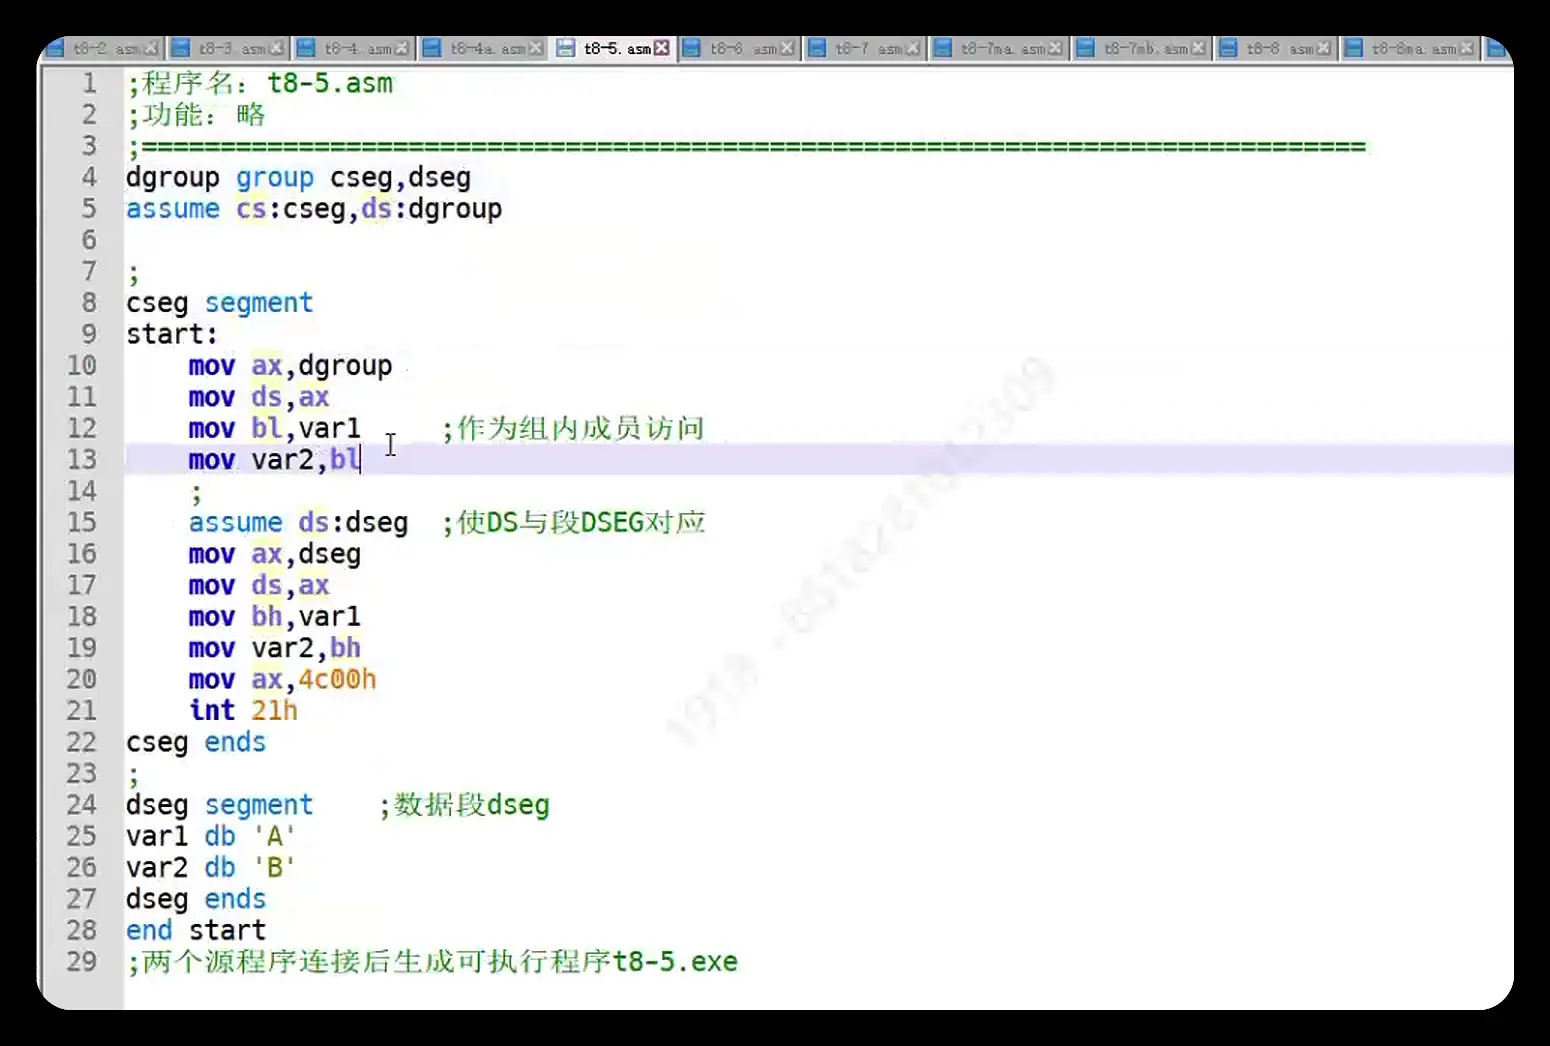 t8-2. asm t8-3. asm t8-4. asm t8-4a. asm t8-5. asm t8-6. asm t8-7. asm t8-7ma. asm t8-7mb. asm t8-8. asm t8-8ma. asm
1 ;程序名：t8-5.asm
2 ;功能：略
3 ;==============================================================================
4 dgroup group cseg,dseg
5 assume cs:cseg,ds:dgroup
6
7 ;
8 cseg segment
9 start:
10 mov ax,dgroup
11 mov ds,ax
12 mov bl,var1 ;作为组内成员访问
13 mov var2,bl
14 ;
15 assume ds:dseg ;使DS与段DSEG对应
16 mov ax,dseg
17 mov ds,ax
18 mov bh,var1
19 mov var2,bh
20 mov ax,4c00h
21 int 21h
22 cseg ends
23 ;
24 dseg segment ;数据段dseg
25 var1 db 'A'
26 var2 db 'B'
27 dseg ends
28 end start
29 ;两个源程序连接后生成可执行程序t8-5.exe